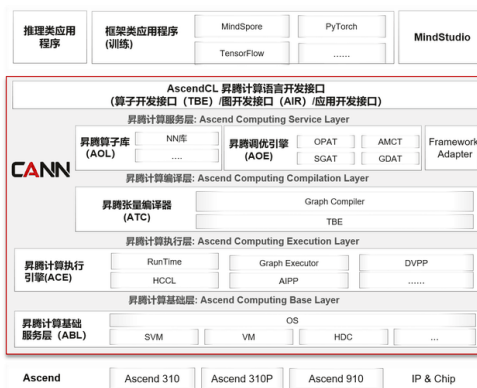 推理类应用
程序
框架类应用程序
(训练)
MindSpore
PyTorch
TensorFlow
......
MindStudio
AscendCL 昇腾计算语言开发接口
(算子开发接口（TBE）/图开发接口（AIR）/应用开发接口)
昇腾计算服务层: Ascend Computing Service Layer
CANN
昇腾算子库
(AOL)
NN库
....
昇腾调优引擎
(AOE)
OPAT
AMCT
SGAT
GDAT
Framework
Adapter
昇腾计算编译层: Ascend Computing Compilation Layer
昇腾张量编译器
(ATC)
Graph Compiler
TBE
昇腾计算执行层: Ascend Computing Execution Layer
昇腾计算执行
引擎(ACE)
RunTime
Graph Executor
DVPP
HCCL
AIPP
......
昇腾计算基础层: Ascend Computing Base Layer
昇腾计算基础
服务层（ABL）
OS
SVM
VM
HDC
...
Ascend
Ascend 310
Ascend 310P
Ascend 910
IP & Chip